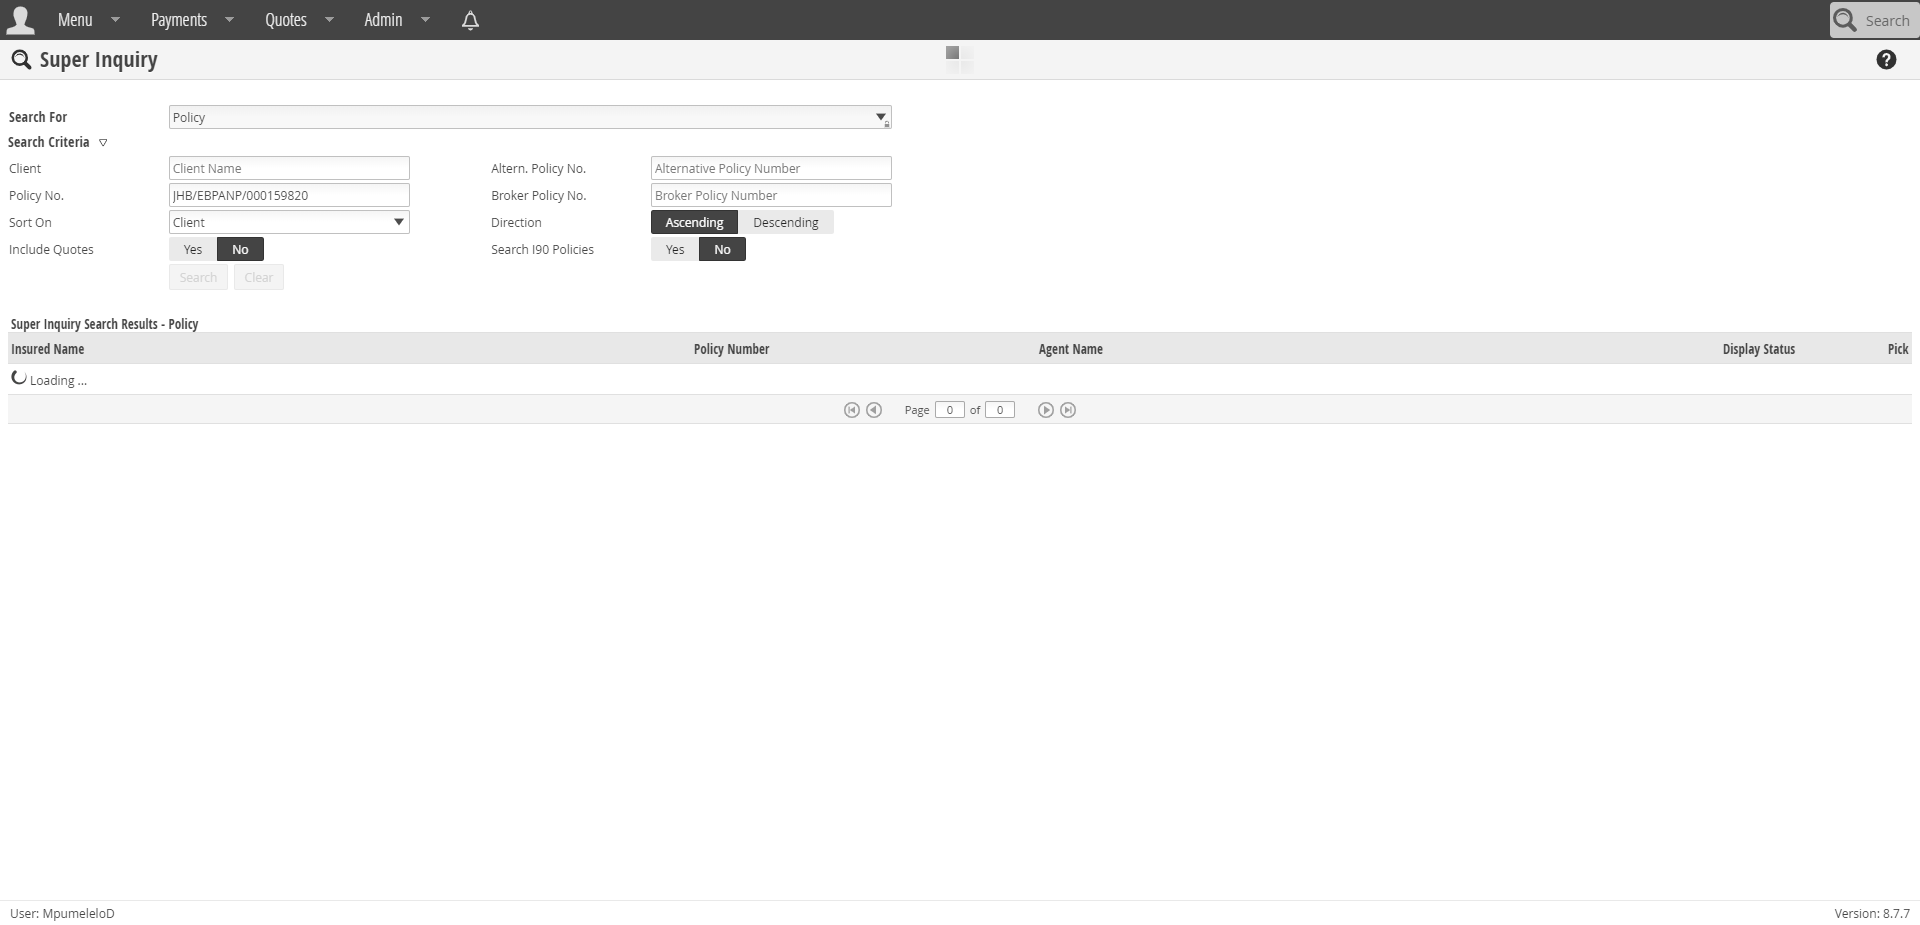 Menu Payments Quotes Admin Search
Super Inquiry
Search For Policy
Search Criteria
Client Client Name Altern. Policy No. Alternative Policy Number
Policy No. JHB/EBPANP/000159820 Broker Policy No. Broker Policy Number
Sort On Client Direction Ascending Descending
Include Quotes Yes No Search I90 Policies Yes No
Search Clear
Super Inquiry Search Results - Policy
Insured Name Policy Number Agent Name Display Status Pick
Loading ...
Page 0 of 0
User: MpumeleloD Version: 8.7.7